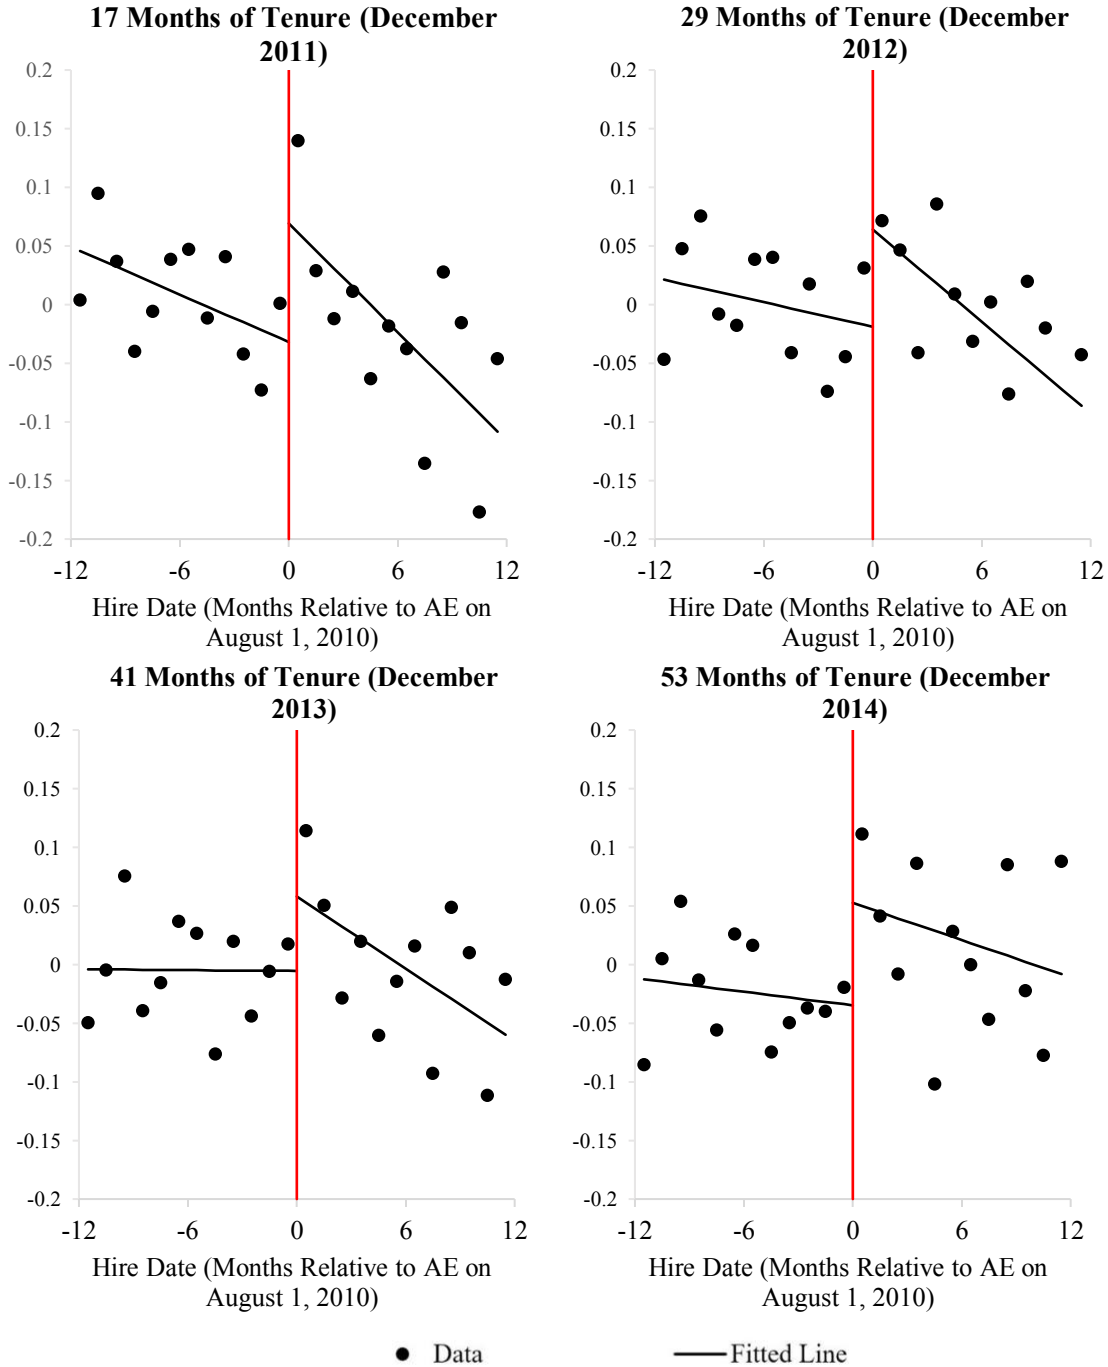 17 Months of Tenure (December
2011)
0.2
0.15
0.1
0.05
0
-0.05
-0.1
-0.15
-0.2
-12 -6 0 6 12
Hire Date (Months Relative to AE on
August 1, 2010)
29 Months of Tenure (December
2012)
0.2
0.15
0.1
0.05
0
-0.05
-0.1
-0.15
-0.2
-12 -6 0 6 12
Hire Date (Months Relative to AE on
August 1, 2010)
41 Months of Tenure (December
2013)
0.2
0.15
0.1
0.05
0
-0.05
-0.1
-0.15
-0.2
-12 -6 0 6 12
Hire Date (Months Relative to AE on
August 1, 2010)
53 Months of Tenure (December
2014)
0.2
0.15
0.1
0.05
0
-0.05
-0.1
-0.15
-0.2
-12 -6 0 6 12
Hire Date (Months Relative to AE on
August 1, 2010)
Data Fitted Line